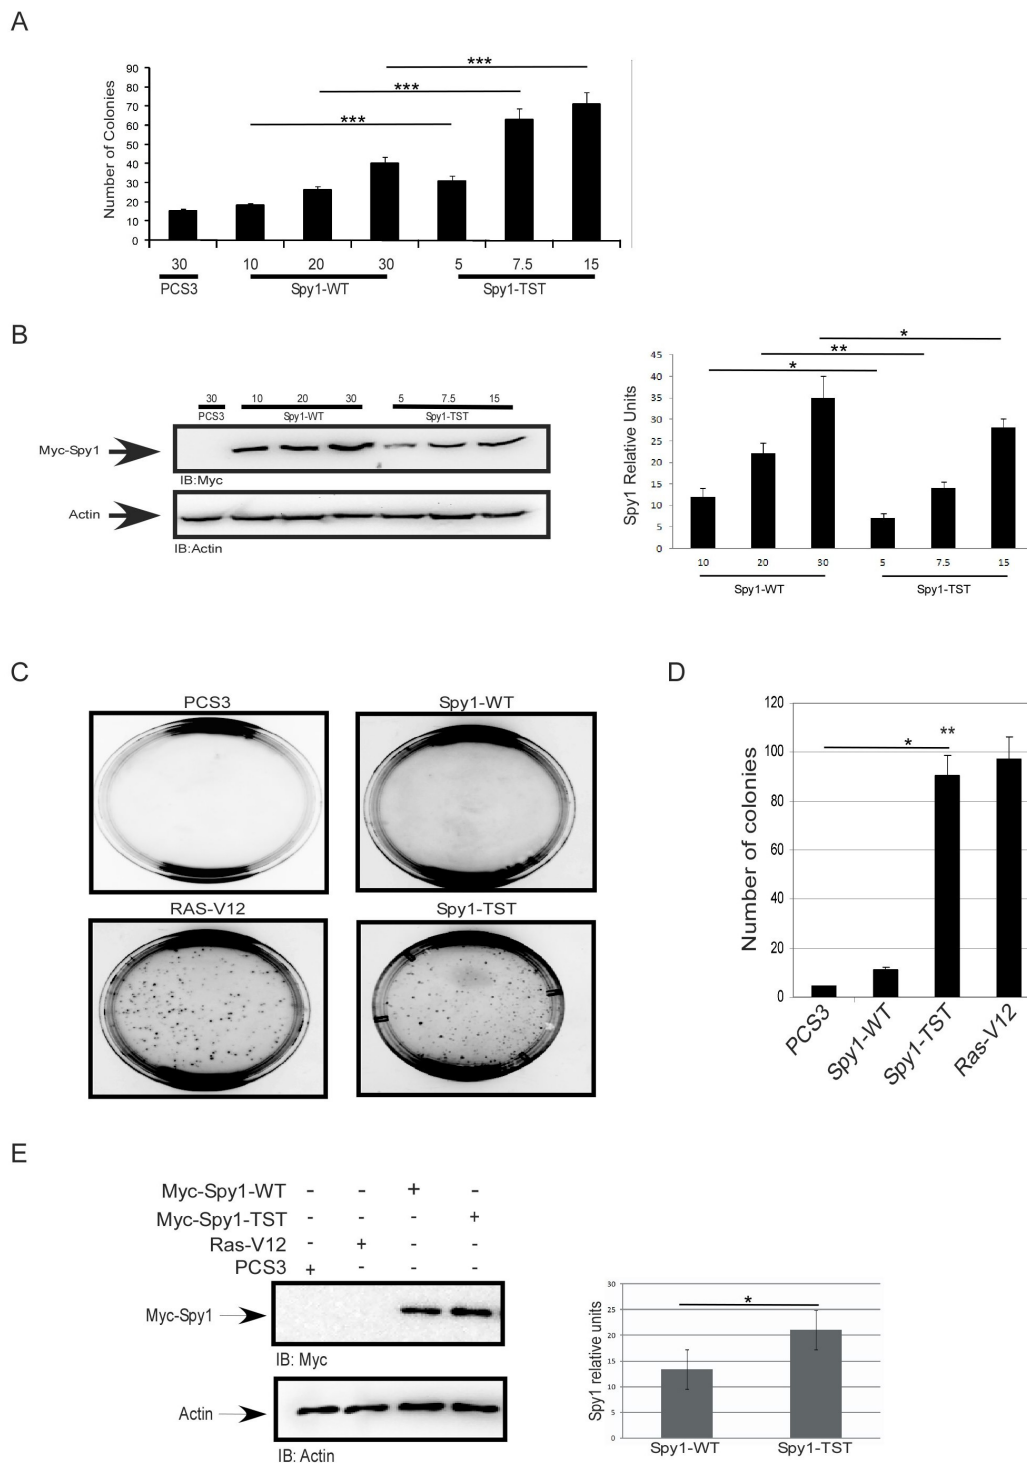 A
Number of Colonies
90
80
70
60
50
40
30
20
10
0
***
***
***
30 10 20 30 5 7.5 15
PCS3 Spy1-WT Spy1-TST
B
30 10 20 30 5 7.5 15
PCS3 Spy1-WT Spy1-TST
Myc-Spy1
IB:Myc
Actin
IB:Actin
Spy1 Relative Units
45
40
35
30
25
20
15
10
5
0
*
**
*
10 20 30 5 7.5 15
Spy1-WT Spy1-TST
C
PCS3 Spy1-WT
RAS-V12 Spy1-TST
D
Number of colonies
120
100
80
60
40
20
0
* **
PCS3 Spy1-WT Spy1-TST Ras-V12
E
Myc-Spy1-WT - - + -
Myc-Spy1-TST - - - +
Ras-V12 - + - -
PCS3 + - - -
Myc-Spy1
IB: Myc
Actin
IB: Actin
Spy1 relative units
30
25
20
15
10
5
0
*
Spy1-WT Spy1-TST